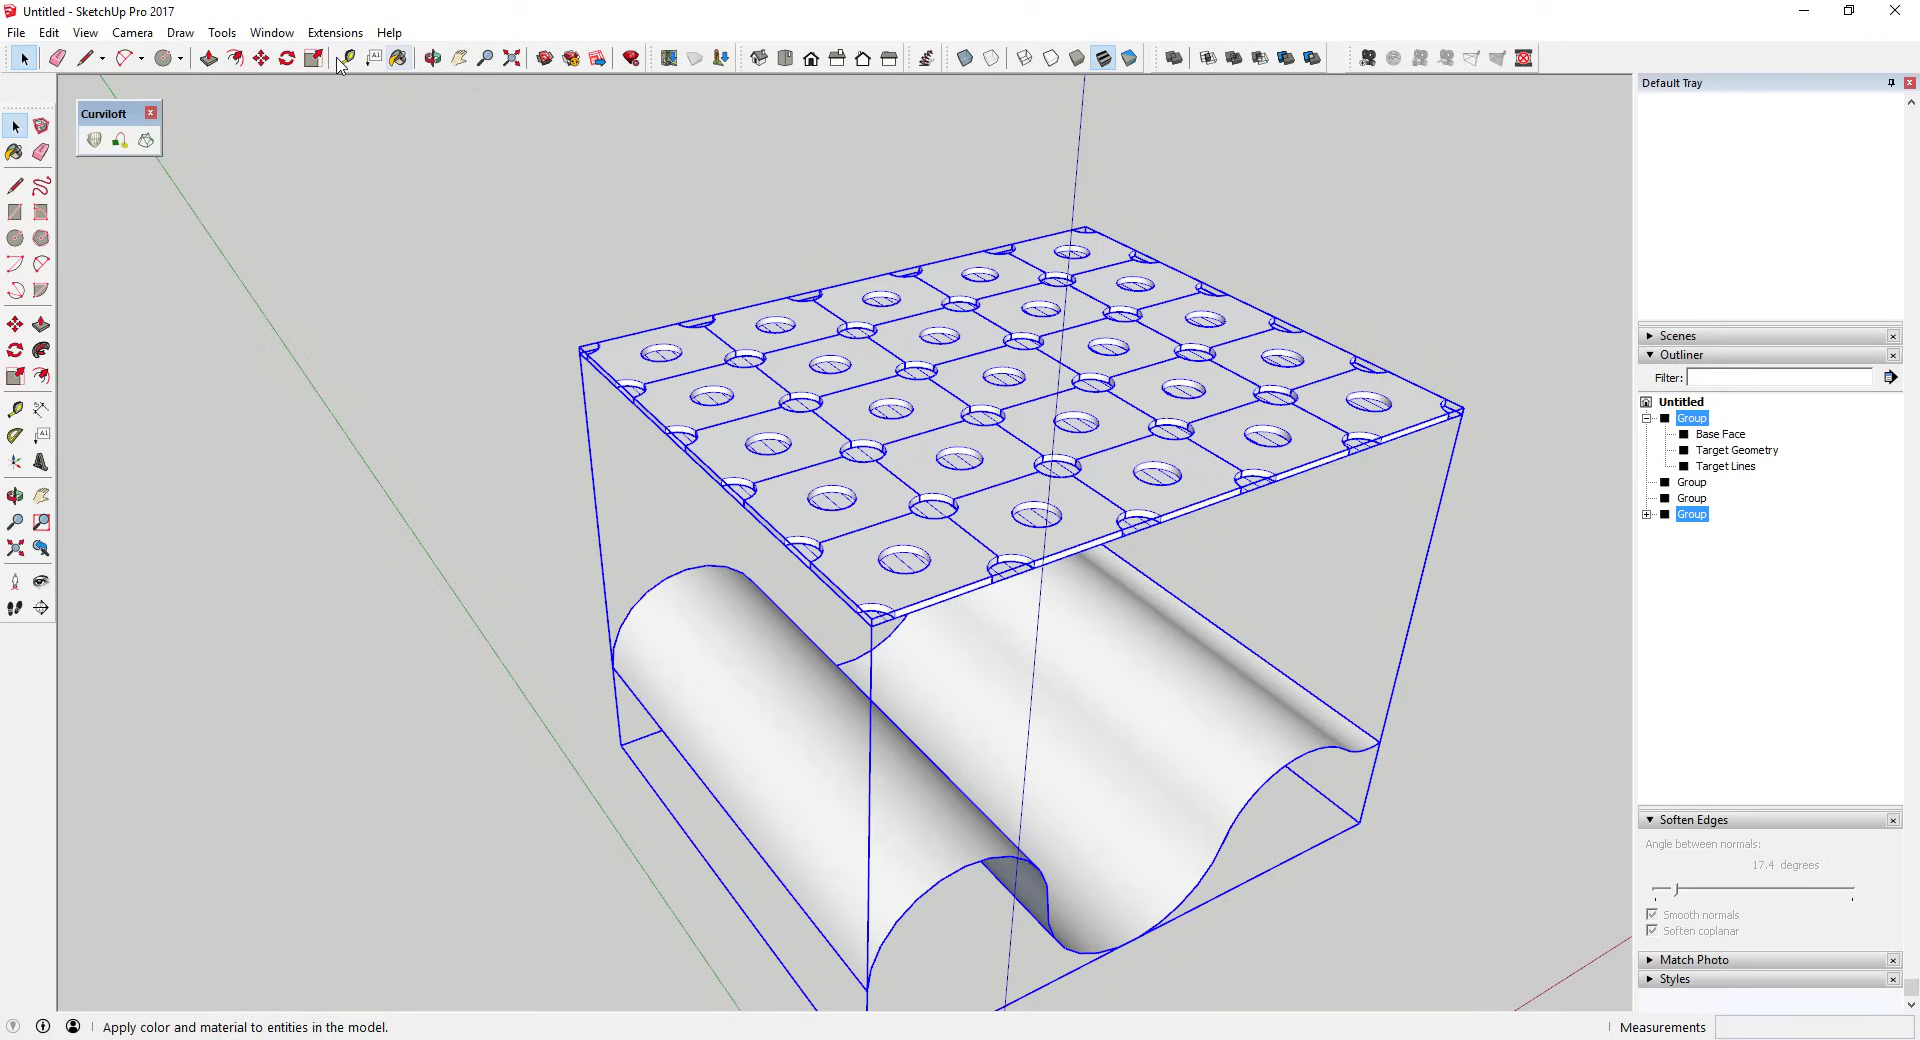 Untitled - SketchUp Pro 2017
File Edit View Camera Draw Tools Window Extensions Help
Default Tray
Curviloft
Scenes
Outliner
Filter:
Untitled
Group
Base Face
Target Geometry
Target Lines
Group
Group
Group
Soften Edges
Angle between normals:
17.4 degrees
Smooth normals
Soften coplanar
Match Photo
Styles
Apply color and material to entities in the model.
Measurements